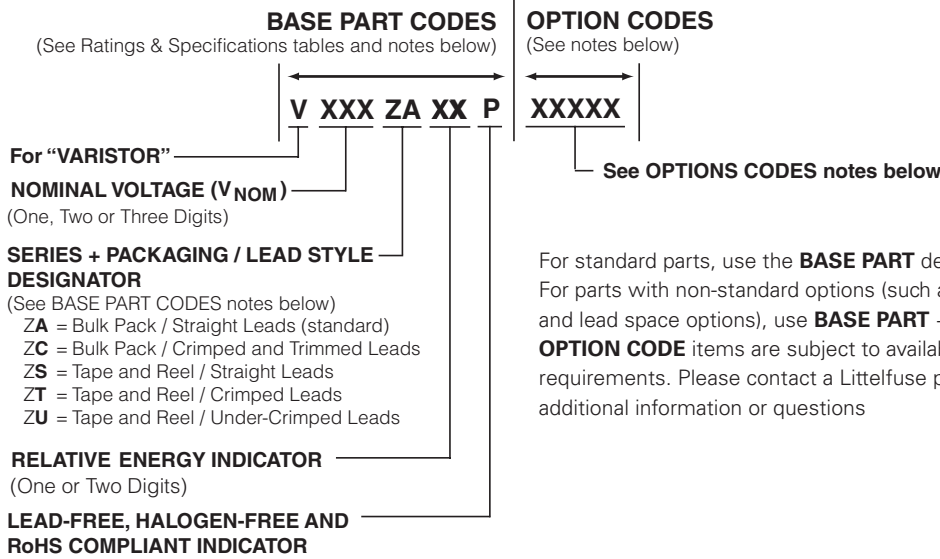 BASE PART CODES
(See Ratings & Specifications tables and notes below)
OPTION CODES
(See notes below)
V XXX ZA XX P XXXXX
For “VARISTOR”
See OPTIONS CODES notes below
NOMINAL VOLTAGE (VNOM)
(One, Two or Three Digits)
SERIES + PACKAGING / LEAD STYLE
DESIGNATOR
(See BASE PART CODES notes below)
ZA = Bulk Pack / Straight Leads (standard)
ZC = Bulk Pack / Crimped and Trimmed Leads
ZS = Tape and Reel / Straight Leads
ZT = Tape and Reel / Crimped Leads
ZU = Tape and Reel / Under-Crimped Leads
RELATIVE ENERGY INDICATOR
(One or Two Digits)
LEAD-FREE, HALOGEN-FREE AND
RoHS COMPLIANT INDICATOR
For standard parts, use the BASE PART
For parts with non-standard options (such
and lead space options), use BASE PART
OPTION CODE items are subject to
requirements. Please contact a Littelfuse
additional information or questions